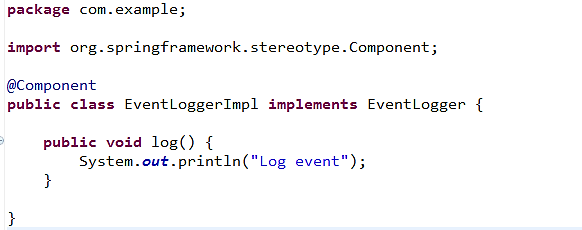 package com.example;
import org.springframework.stereotype.Component;
@Component
public class EventLoggerImpl implements EventLogger {
public void log() {
System.out.println("Log event");
}
}